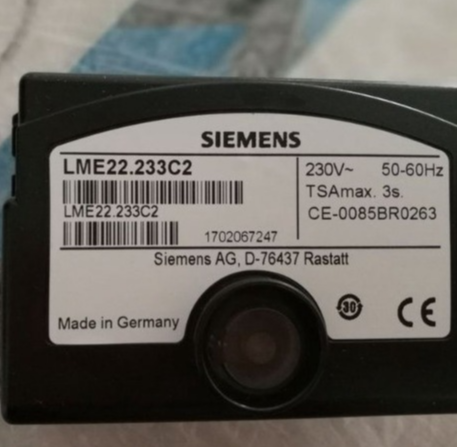 SIEMENS
LME22.233C2
LME22.233C2
1702067247
230V~ 50-60Hz
TSAmax. 3s.
CE-0085BR0263
Siemens AG, D-76437 Rastatt
Made in Germany
30
CE